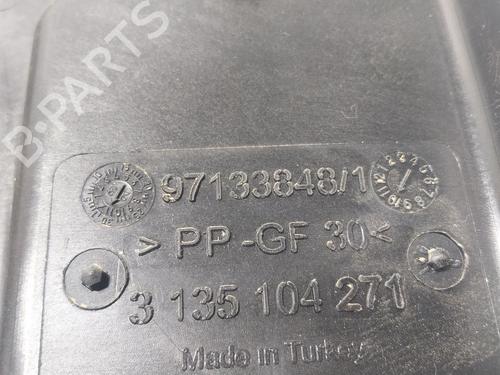 B-PARTS
97133848/1
> PP-GF 30 <
3 135 104 271
Made in Turkey